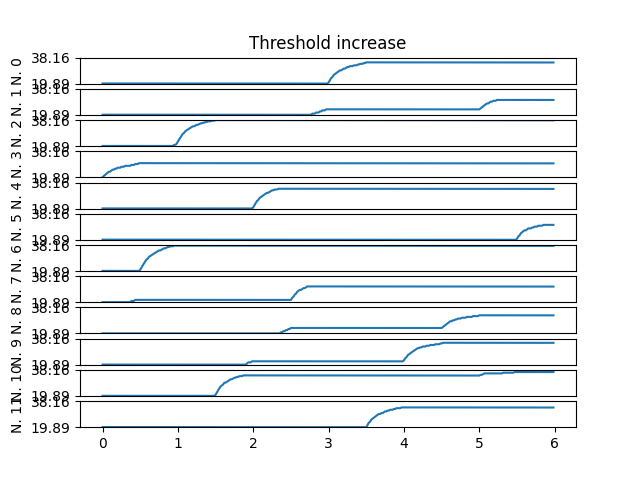 Threshold increase
N. 0
38.16
19.89
N. 1
38.16
19.89
N. 2
38.16
19.89
N. 3
38.16
19.89
N. 4
38.16
19.89
N. 5
38.16
19.89
N. 6
38.16
19.89
N. 7
38.16
19.89
N. 8
38.16
19.89
N. 9
38.16
19.89
N. 10
38.16
19.89
N. 11
38.16
19.89
0 1 2 3 4 5 6